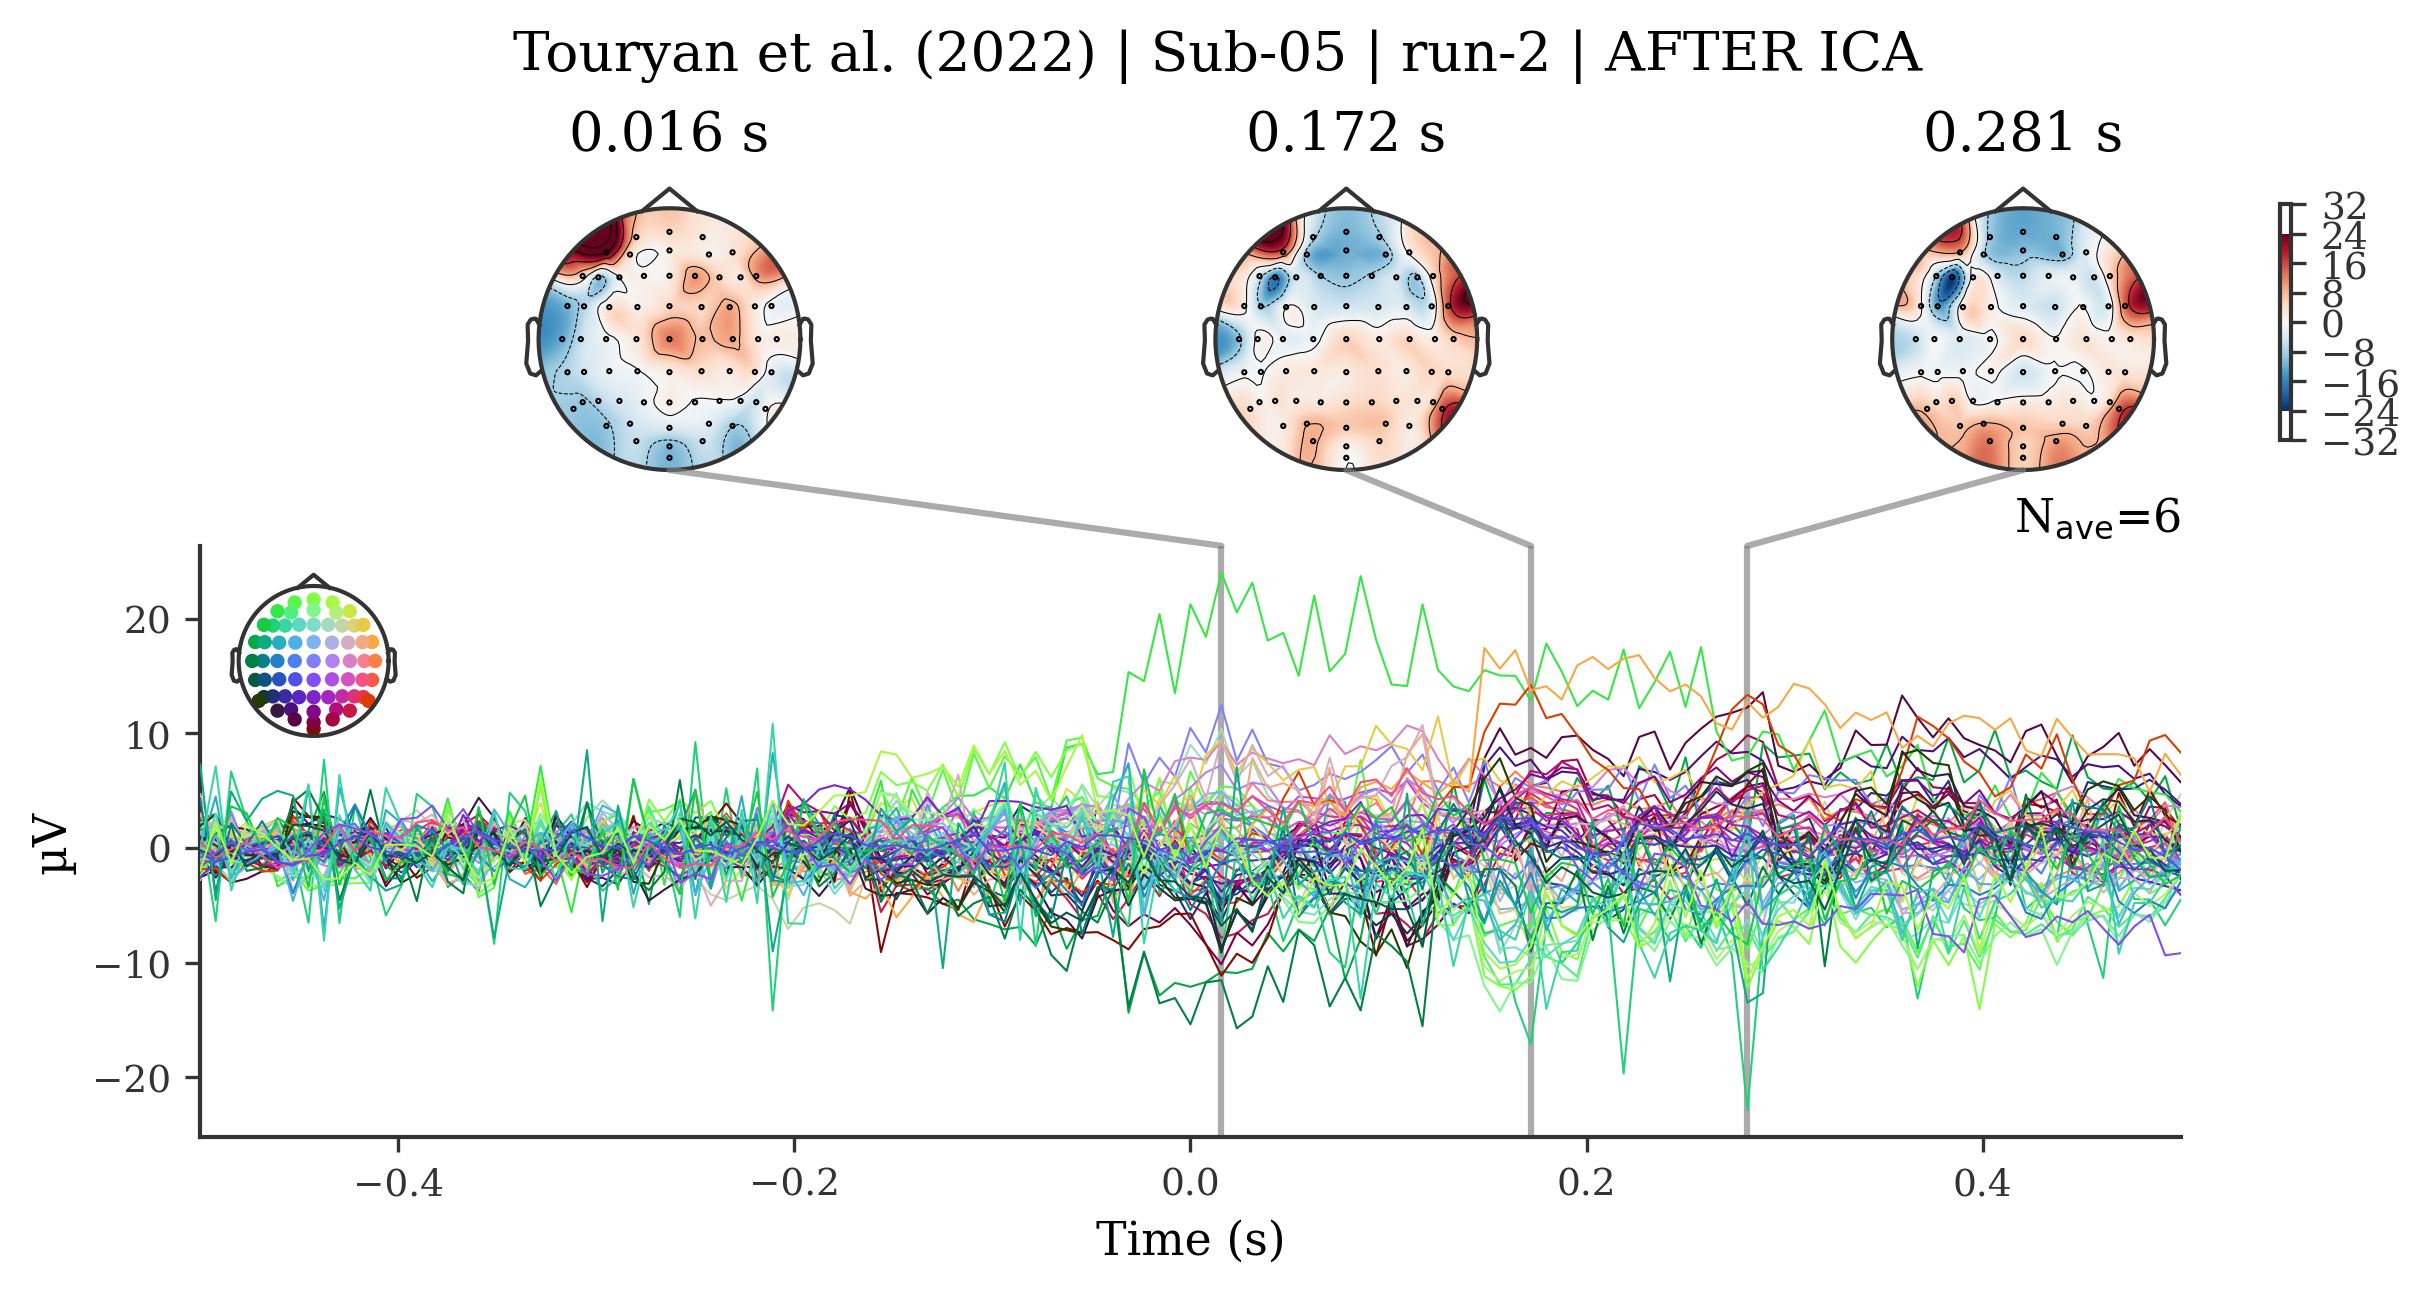 Touryan et al. (2022) | Sub-05 | run-2 | AFTER ICA
0.016 s
0.172 s
0.281 s
32
24
16
8
0
−8
−16
−24
−32
Nave=6
20
10
0
−10
−20
µV
−0.4
−0.2
0.0
0.2
0.4
Time (s)